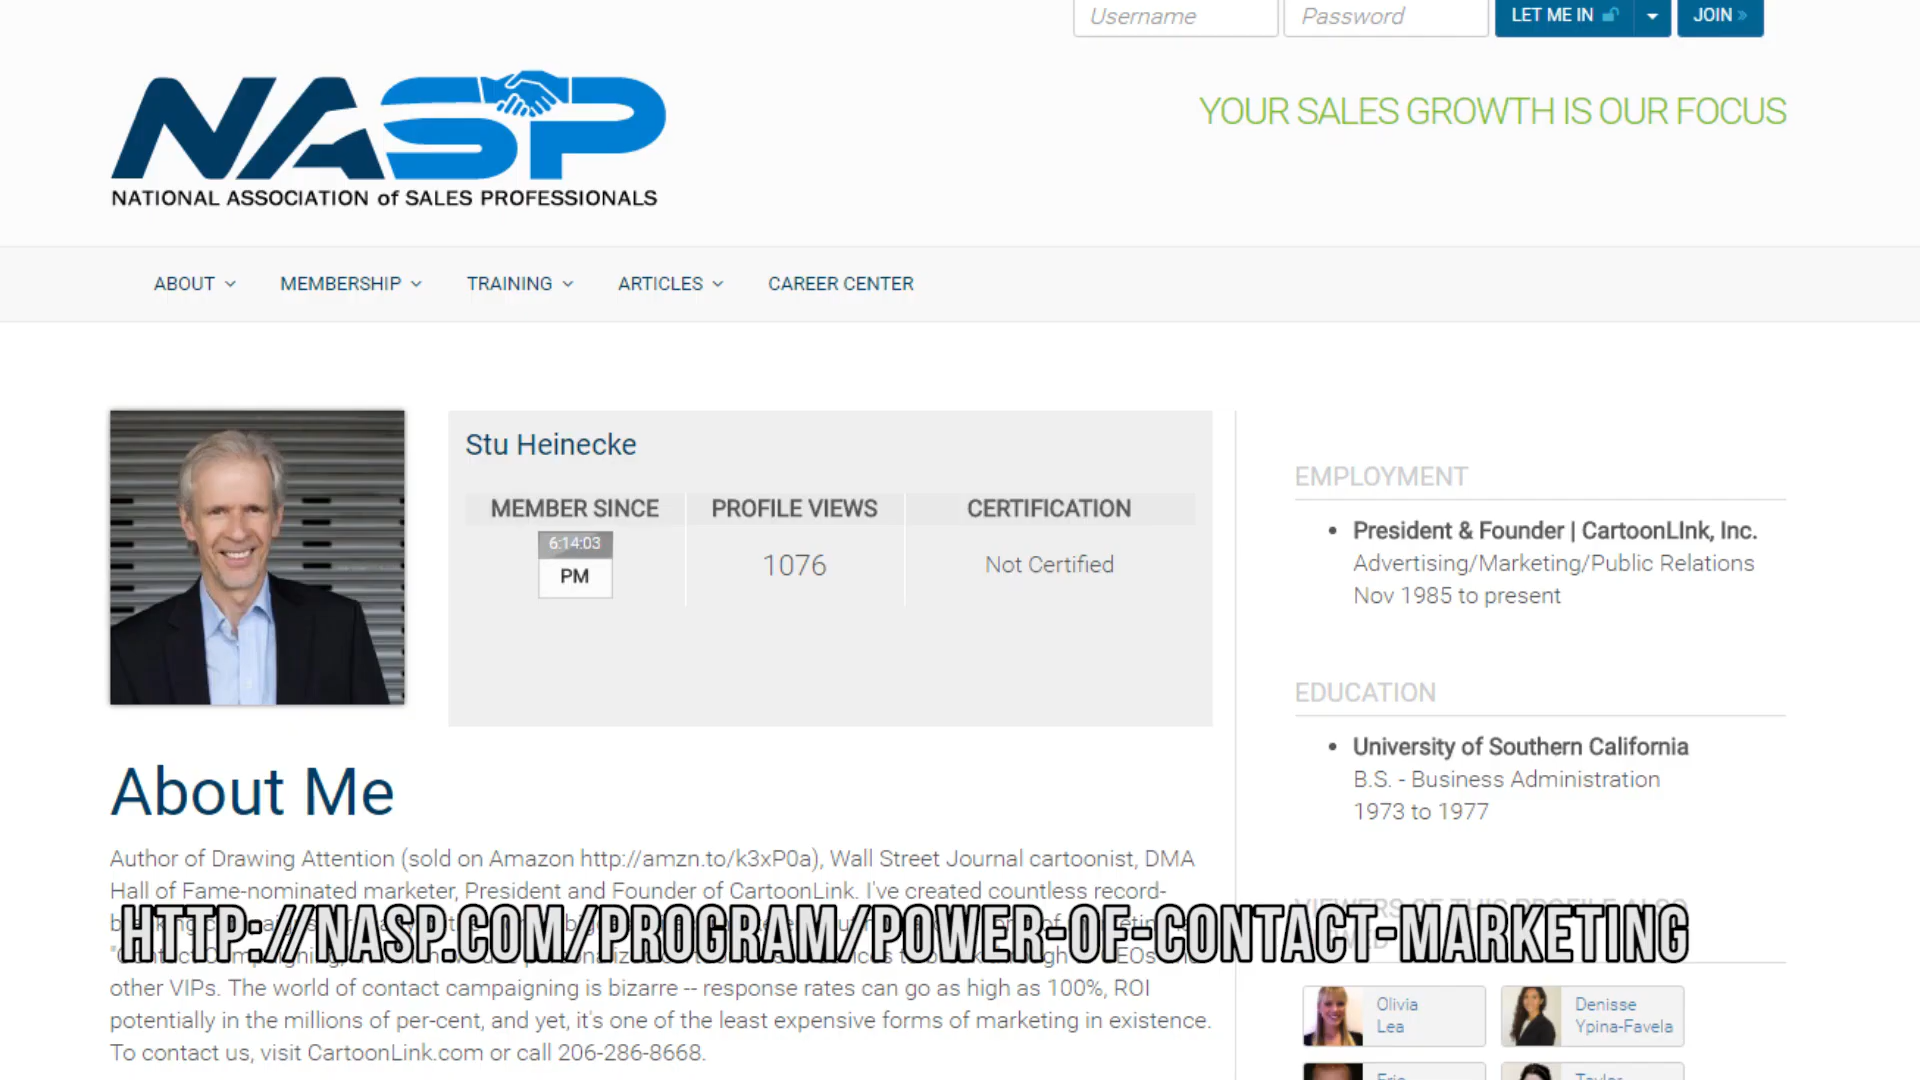 Username
Password
LET ME IN
JOIN »
NASP
NATIONAL ASSOCIATION of SALES PROFESSIONALS
YOUR SALES GROWTH IS OUR FOCUS
ABOUT
MEMBERSHIP
TRAINING
ARTICLES
CAREER CENTER
Stu Heinecke
MEMBER SINCE
PROFILE VIEWS
CERTIFICATION
6:14:03
PM
1076
Not Certified
About Me
Author of Drawing Attention (sold on Amazon http://amzn.to/k3xP0a), Wall Street Journal cartoonist, DMA
Hall of Fame-nominated marketer, President and Founder of CartoonLink. I've created countless record-
HTTP://NASP.COM/PROGRAM/POWER-OF-CONTACT-MARKETING
other VIPs. The world of contact campaigning is bizarre -- response rates can go as high as 100%, ROI
potentially in the millions of per-cent, and yet, it's one of the least expensive forms of marketing in existence.
To contact us, visit CartoonLink.com or call 206-286-8668.
EMPLOYMENT
• President & Founder | CartoonLInk, Inc.
Advertising/Marketing/Public Relations
Nov 1985 to present
EDUCATION
• University of Southern California
B.S. - Business Administration
1973 to 1977
VIEWERS OF THIS PROFILE ALSO
Olivia
Lea
Denisse
Ypina-Favela